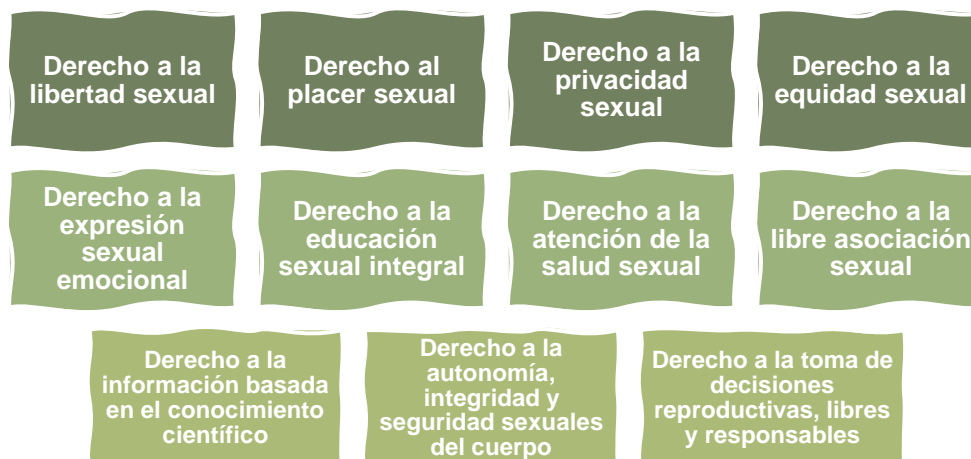 Derecho a la
libertad sexual
Derecho al
placer sexual
Derecho a la
privacidad
sexual
Derecho a la
equidad sexual
Derecho a la
expresión
sexual
emocional
Derecho a la
educación
sexual integral
Derecho a la
atención de la
salud sexual
Derecho a la
libre asociación
sexual
Derecho a la
información basada
en el conocimiento
científico
Derecho a la
autonomía,
integridad y
seguridad sexuales
del cuerpo
Derecho a la toma de
decisiones
reproductivas, libres
y responsables